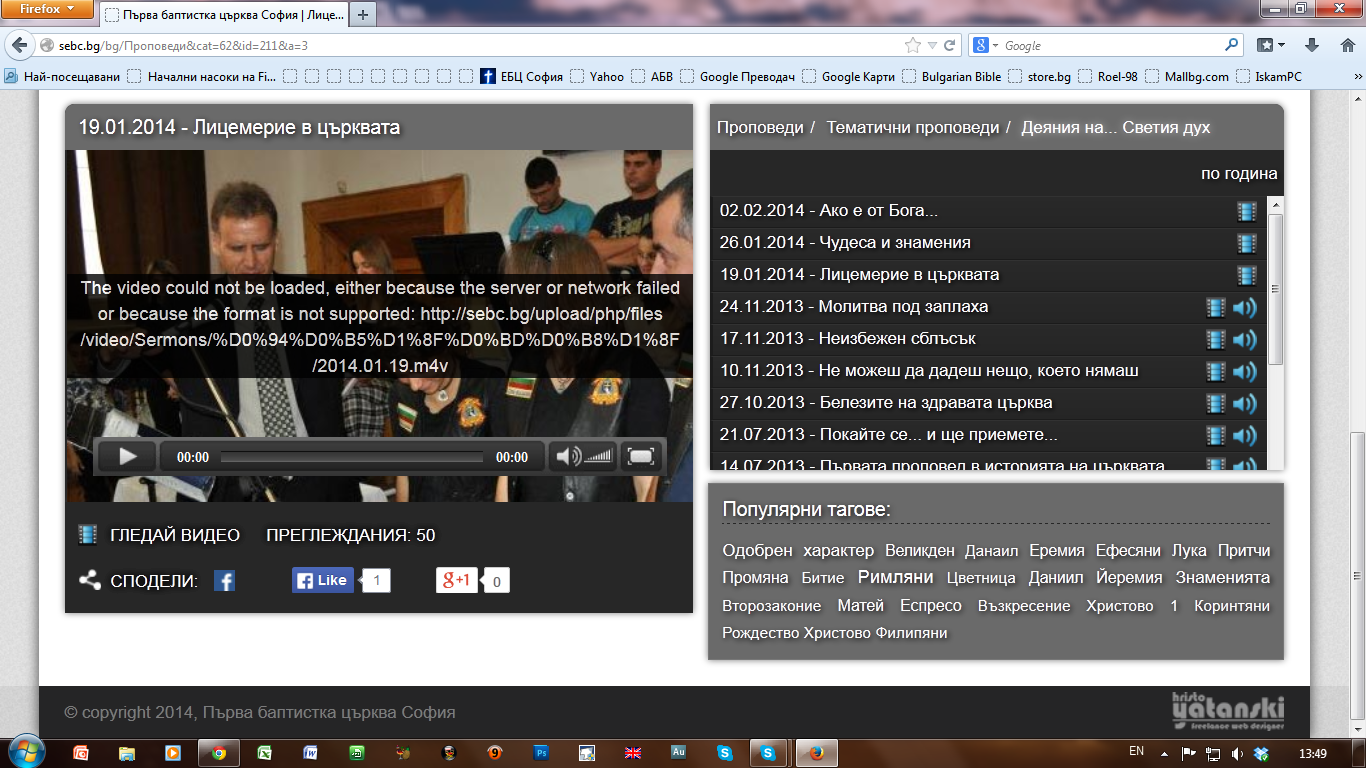 Firefox
Първа баптистка църква София | Лице...
sebc.bg/bg/Проповеди&cat=62&id=211&a=3
Google
Най-посещавани Начални насоки на Fi... ЕБЦ София Yahoo АБВ Google Преводач Google Карти Bulgarian Bible store.bg Roel-98 Mallbg.com IskamPC »
19.01.2014 - Лицемерие в църквата
The video could not be loaded, either because the server or network failed
or because the format is not supported: http://sebc.bg/upload/php/files
/video/Sermons/%D0%94%D0%B5%D1%8F%D0%BD%D0%B8%D1%8F
/2014.01.19.m4v
00:00 00:00
ГЛЕДАЙ ВИДЕО ПРЕГЛЕЖДАНИЯ: 50
СПОДЕЛИ: Like 1 g+1 0
Проповеди / Тематични проповеди / Деяния на... Светия дух
по година
02.02.2014 - Ако е от Бога...
26.01.2014 - Чудеса и знамения
19.01.2014 - Лицемерие в църквата
24.11.2013 - Молитва под заплаха
17.11.2013 - Неизбежен сблъсък
10.11.2013 - Не можеш да дадеш нещо, което нямаш
27.10.2013 - Белезите на здравата църква
21.07.2013 - Покайте се... и ще приемете...
14.07.2013 - Първата проповед в историята на църквата
Популярни тагове:
Одобрен характер Великден Данаил Еремия Ефесяни Лука Притчи
Промяна Битие Римляни Цветница Даниил Йеремия Знаменията
Второзаконие Матей Еспресо Възкресение Христово 1 Коринтяни
Рождество Христово Филипяни
© copyright 2014, Първа баптистка църква София
hristo
yatanski
freelance web designer
EN 13:49